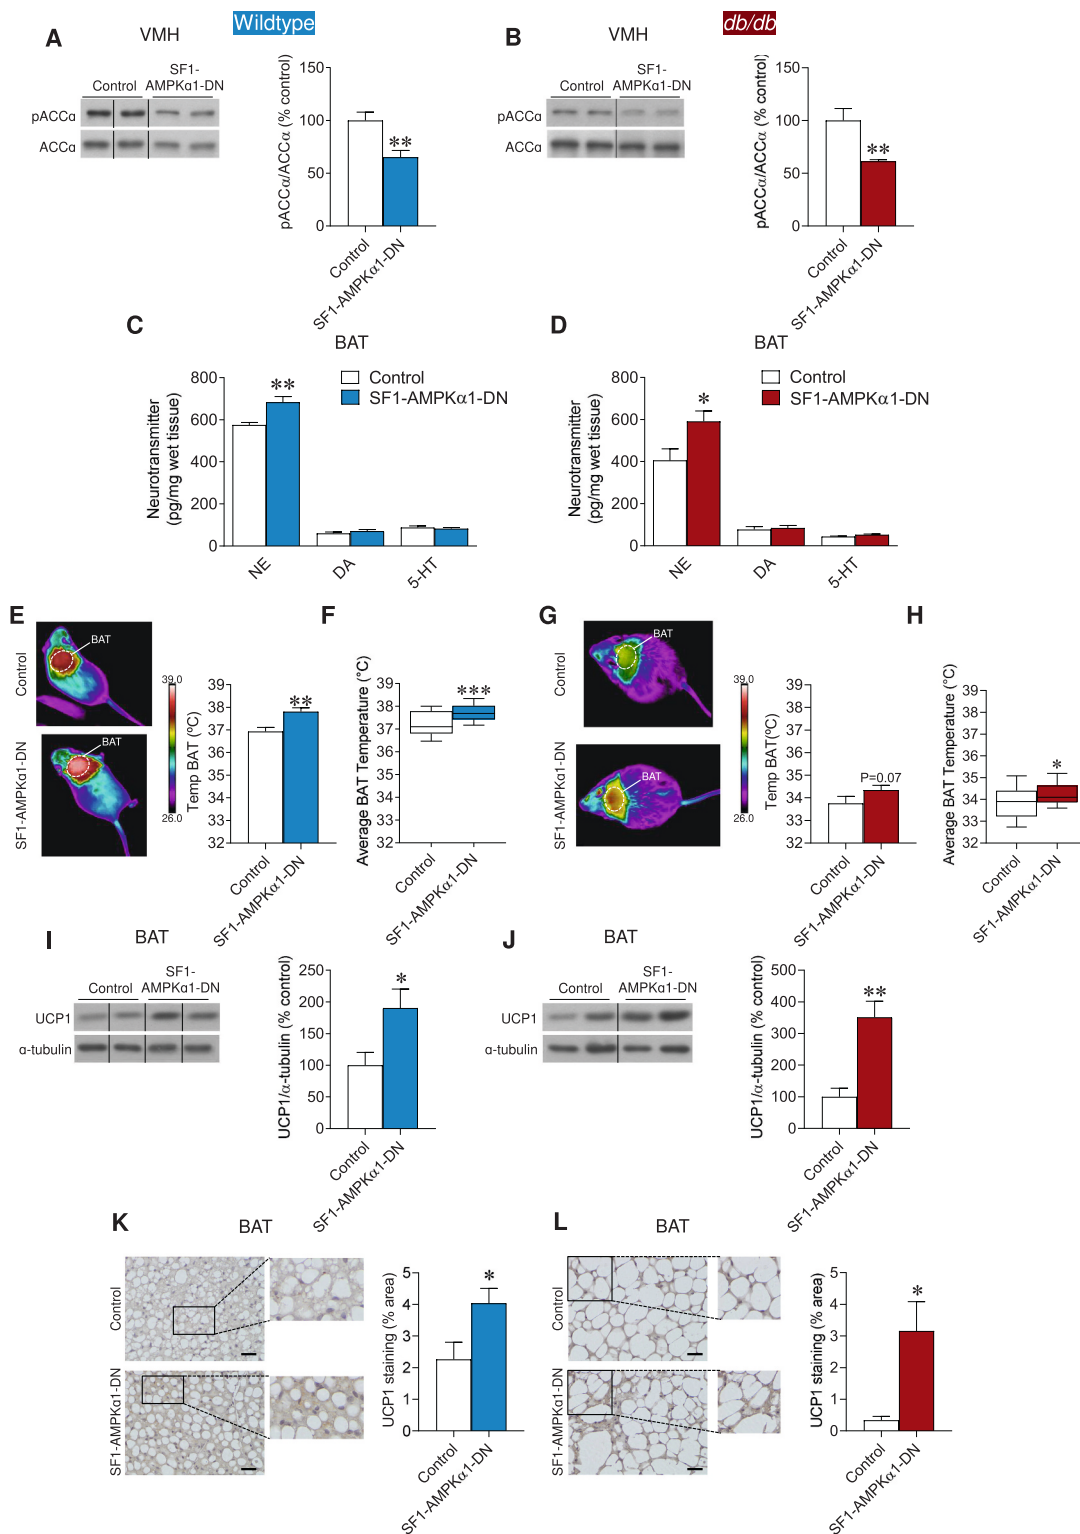 Wildtype
db/db
A
VMH
Control
SF1-
AMPKα1-DN
pACCα
ACCα
pACCα/ACCα (% control)
150
100
50
0
**
Control
SF1-AMPKα1-DN
B
VMH
Control
SF1-
AMPKα1-DN
pACCα
ACCα
pACCα/ACCα (% control)
150
100
50
0
**
Control
SF1-AMPKα1-DN
C
BAT
Neurotransmitter
(pg/mg wet tissue)
800
600
400
200
0
**
Control
SF1-AMPKα1-DN
NE
DA
5-HT
D
Neurotransmitter
(pg/mg wet tissue)
800
600
400
200
0
*
Control
SF1-AMPKα1-DN
NE
DA
5-HT
E
Control
BAT
SF1-AMPKα1-DN
BAT
39.0
26.0
Temp BAT (ºC)
39
38
37
36
35
34
33
32
**
Control
SF1-AMPKα1-DN
F
Average BAT Temperature (°C)
39
38
37
36
35
34
33
32
***
Control
SF1-AMPKα1-DN
G
Control
BAT
SF1-AMPKα1-DN
BAT
39.0
26.0
Temp BAT(ºC)
39
38
37
36
35
34
33
32
P=0.07
Control
SF1-AMPKα1-DN
H
Average BAT Temperature (°C)
39
38
37
36
35
34
33
32
*
Control
SF1-AMPKα1-DN
I
BAT
Control
SF1-
AMPKα1-DN
UCP1
α-tubulin
UCP1/α-tubulin (% control)
250
200
150
100
50
0
*
Control
SF1-AMPKα1-DN
J
BAT
Control
SF1-
AMPKα1-DN
UCP1
α-tubulin
UCP1/α-tubulin (% control)
500
400
300
200
100
0
**
Control
SF1-AMPKα1-DN
K
BAT
Control
SF1-AMPKα1-DN
UCP1 staining (% area)
5
4
3
2
1
0
*
Control
SF1-AMPKα1-DN
L
BAT
Control
SF1-AMPKα1-DN
UCP1 staining (% area)
5
4
3
2
1
0
*
Control
SF1-AMPKα1-DN